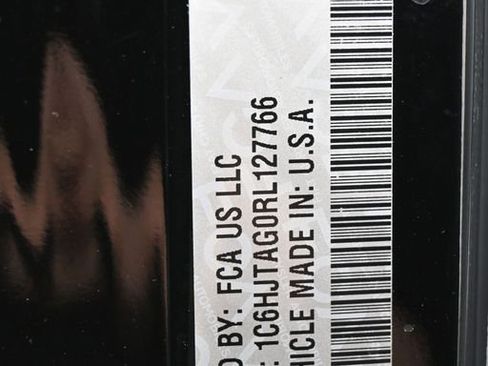 D BY: FCA US LLC
: 1C6HJTAG0RL127766
HICLE MADE IN: U.S.A.